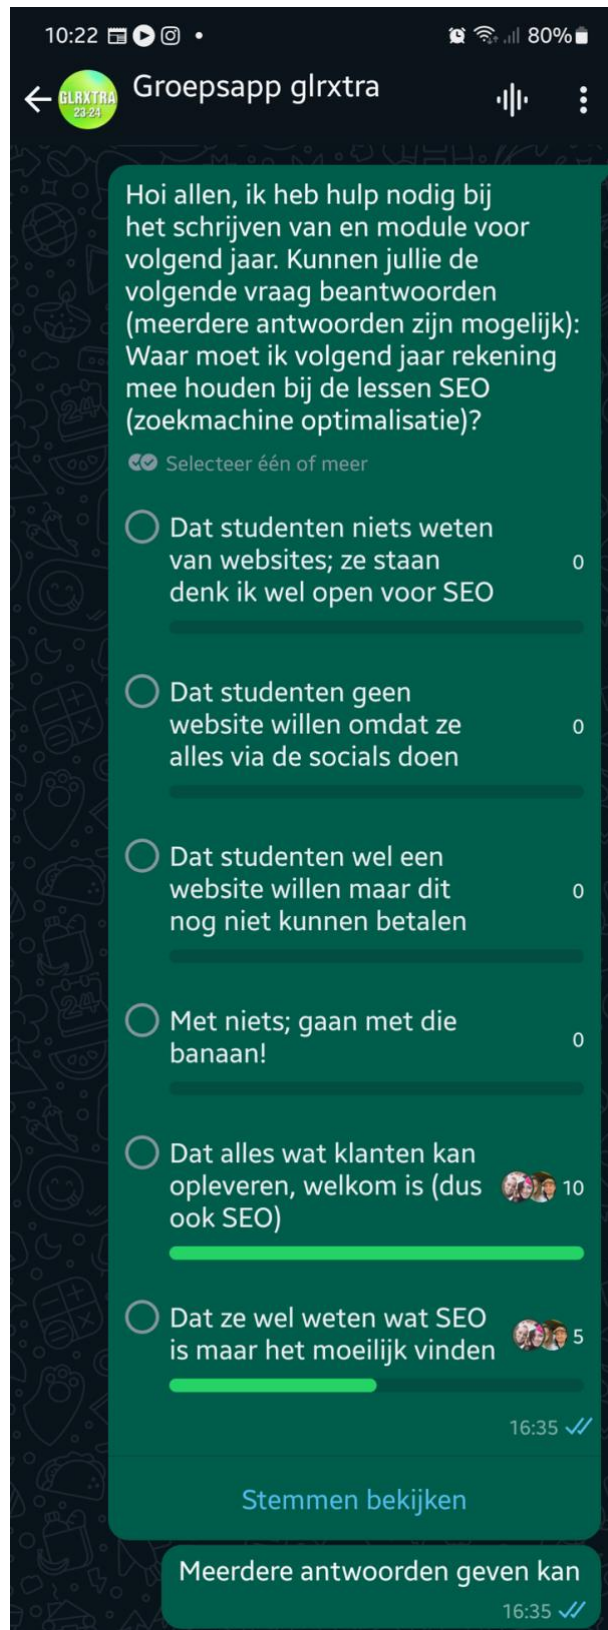 10:22
80%
GLRXTRA
23-24
Groepsapp glrxtra
Hoi allen, ik heb hulp nodig bij
het schrijven van en module voor
volgend jaar. Kunnen jullie de
volgende vraag beantwoorden
(meerdere antwoorden zijn mogelijk):
Waar moet ik volgend jaar rekening
mee houden bij de lessen SEO
(zoekmachine optimalisatie)?
Selecteer één of meer
Dat studenten niets weten
van websites; ze staan
denk ik wel open voor SEO
0
Dat studenten geen
website willen omdat ze
alles via de socials doen
0
Dat studenten wel een
website willen maar dit
nog niet kunnen betalen
0
Met niets; gaan met die
banaan!
0
Dat alles wat klanten kan
opleveren, welkom is (dus
ook SEO)
10
Dat ze wel weten wat SEO
is maar het moeilijk vinden
5
16:35
Stemmen bekijken
Meerdere antwoorden geven kan
16:35